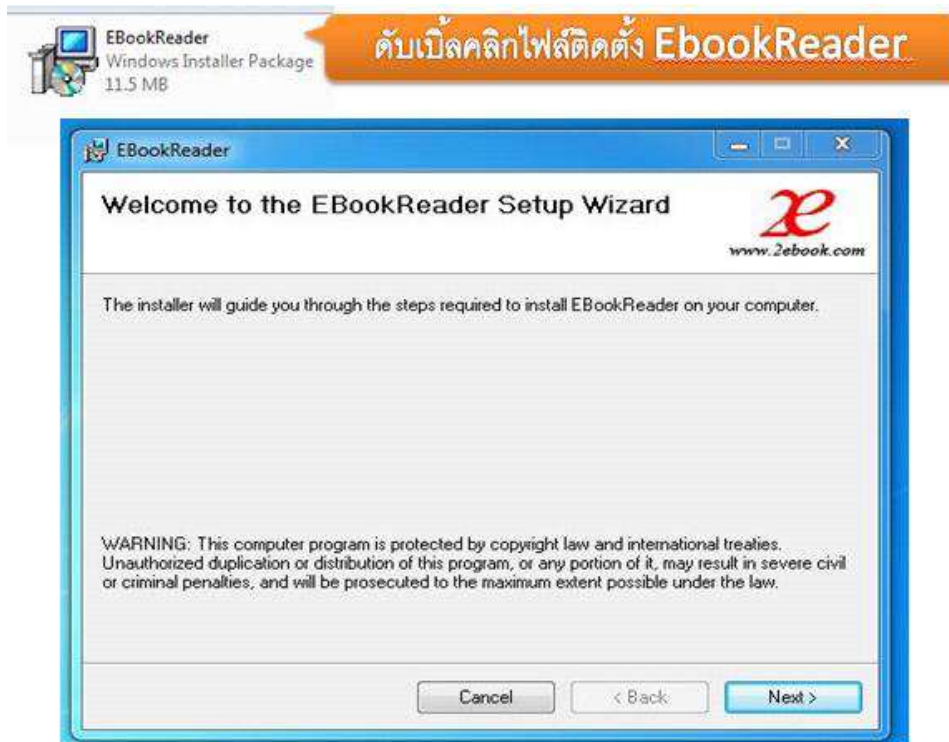 EBookReader
Windows Installer Package
11.5 MB
ดับเบิ้ลคลิกไฟล์ติดตั้ง EbookReader
EBookReader
Welcome to the EBookReader Setup Wizard
2e
www.2ebook.com
The installer will guide you through the steps required to install EBookReader on your computer.
WARNING: This computer program is protected by copyright law and international treaties.
Unauthorized duplication or distribution of this program, or any portion of it, may result in severe civil
or criminal penalties, and will be prosecuted to the maximum extent possible under the law.
Cancel
< Back
Next >